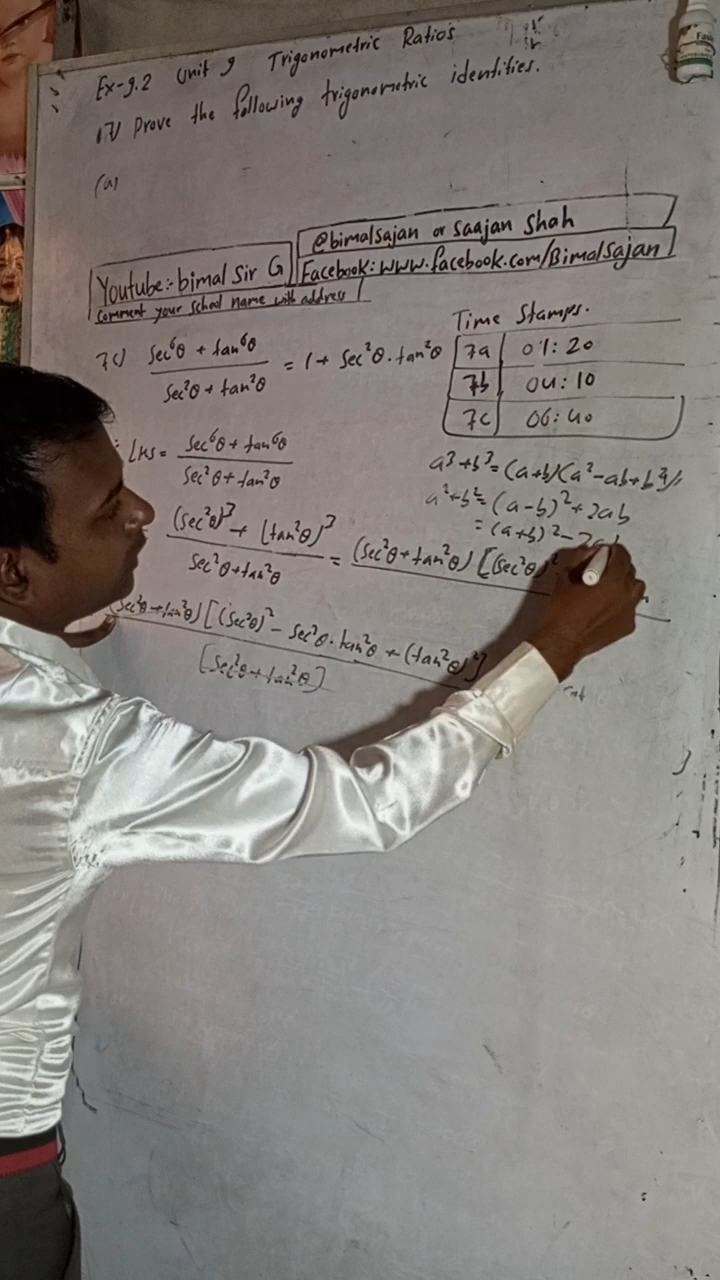 Ex-9.2 Unit 9 Trigonometric Ratios
17) Prove the following trigonometric identities.
(a)
@bimalsajan or Saajan Shah
Youtube:- bimal Sir G
Facebook: www.facebook.com/Bimalsajan
Comment your School name with address
Time Stamps.
7a 01:20
7b 04:10
7c 06:40
7c) Sec⁶θ + tan⁶θ / Sec²θ + tan²θ = 1 + Sec²θ.tan²θ
LHS = Sec⁶θ + tan⁶θ / Sec²θ + tan²θ
a³+b³=(a+b)(a²-ab+b²)
a²+b²=(a-b)²+2ab
=(a+b)²-2ab
(Sec²θ)³ + (tan²θ)³ / Sec²θ+tan²θ = (Sec²θ+tan²θ) [(Sec²θ)²
(Sec²θ+tan²θ) [(Sec²θ)² - Sec²θ.tan²θ + (tan²θ)²] / [Sec²θ+tan²θ]